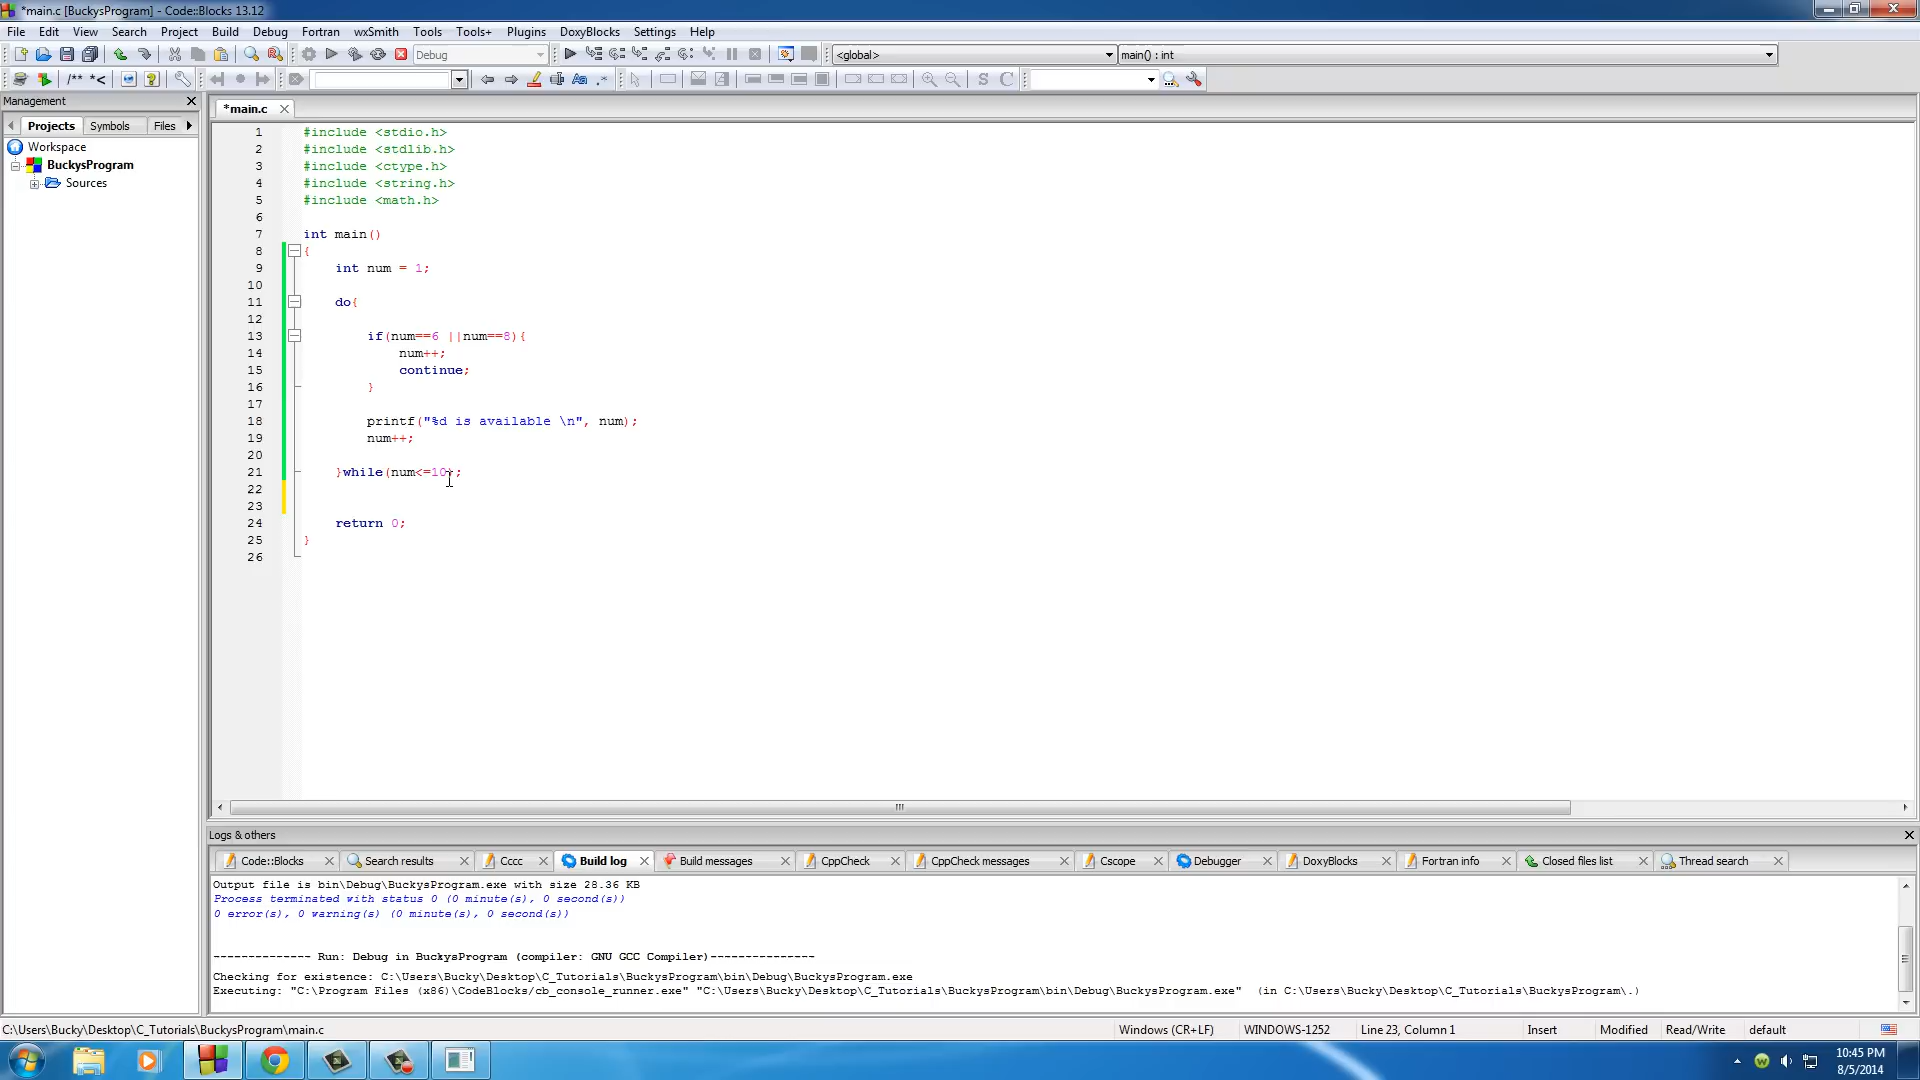 *main.c [BuckysProgram] - Code::Blocks 13.12
File Edit View Search Project Build Debug Fortran wxSmith Tools Tools+ Plugins DoxyBlocks Settings Help
Debug
<global>
main() : int
/** *<
S C
Management
*main.c
Projects Symbols Files
Workspace
BuckysProgram
Sources
1 #include <stdio.h>
2 #include <stdlib.h>
3 #include <ctype.h>
4 #include <string.h>
5 #include <math.h>
6
7 int main()
8 {
9 int num = 1;
10
11 do{
12
13 if(num==6 ||num==8){
14 num++;
15 continue;
16 }
17
18 printf("%d is available \n", num);
19 num++;
20
21 }while(num<=10);
22
23
24 return 0;
25 }
26
Logs & others
Code::Blocks Search results Cccc Build log Build messages CppCheck CppCheck messages Cscope Debugger DoxyBlocks Fortran info Closed files list Thread search
Output file is bin\Debug\BuckysProgram.exe with size 28.36 KB
Process terminated with status 0 (0 minute(s), 0 second(s))
0 error(s), 0 warning(s) (0 minute(s), 0 second(s))
-------------- Run: Debug in BuckysProgram (compiler: GNU GCC Compiler)---------------
Checking for existence: C:\Users\Bucky\Desktop\C_Tutorials\BuckysProgram\bin\Debug\BuckysProgram.exe
Executing: "C:\Program Files (x86)\CodeBlocks/cb_console_runner.exe" "C:\Users\Bucky\Desktop\C_Tutorials\BuckysProgram\bin\Debug\BuckysProgram.exe" (in C:\Users\Bucky\Desktop\C_Tutorials\BuckysProgram\.)
C:\Users\Bucky\Desktop\C_Tutorials\BuckysProgram\main.c
Windows (CR+LF) WINDOWS-1252 Line 23, Column 1 Insert Modified Read/Write default
10:45 PM
8/5/2014